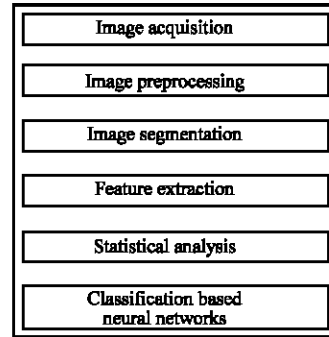 Image acquisition
Image preprocessing
Image segmentation
Feature extraction
Statistical analysis
Classification based
neural networks